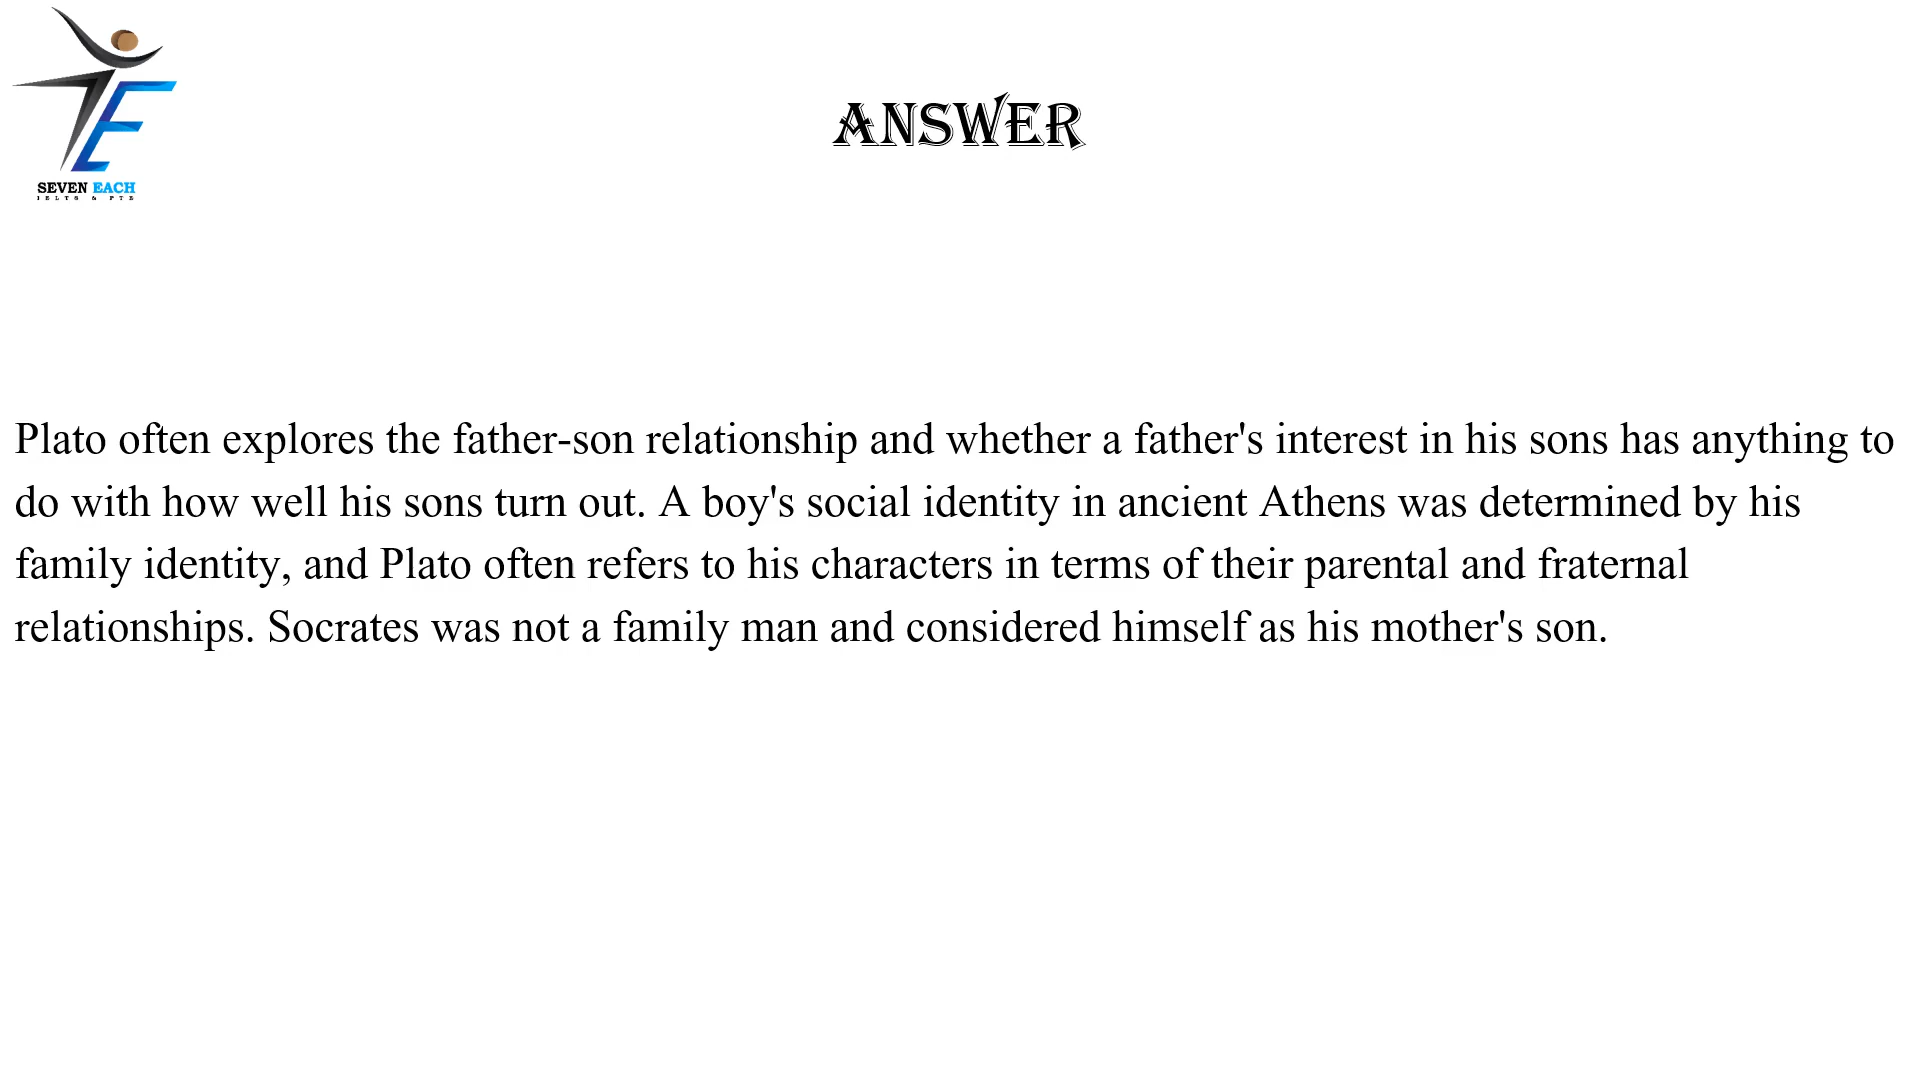 SEVEN EACH
IELTS & PTE
ANSWER
Plato often explores the father-son relationship and whether a father's interest in his sons has anything to
do with how well his sons turn out. A boy's social identity in ancient Athens was determined by his
family identity, and Plato often refers to his characters in terms of their parental and fraternal
relationships. Socrates was not a family man and considered himself as his mother's son.